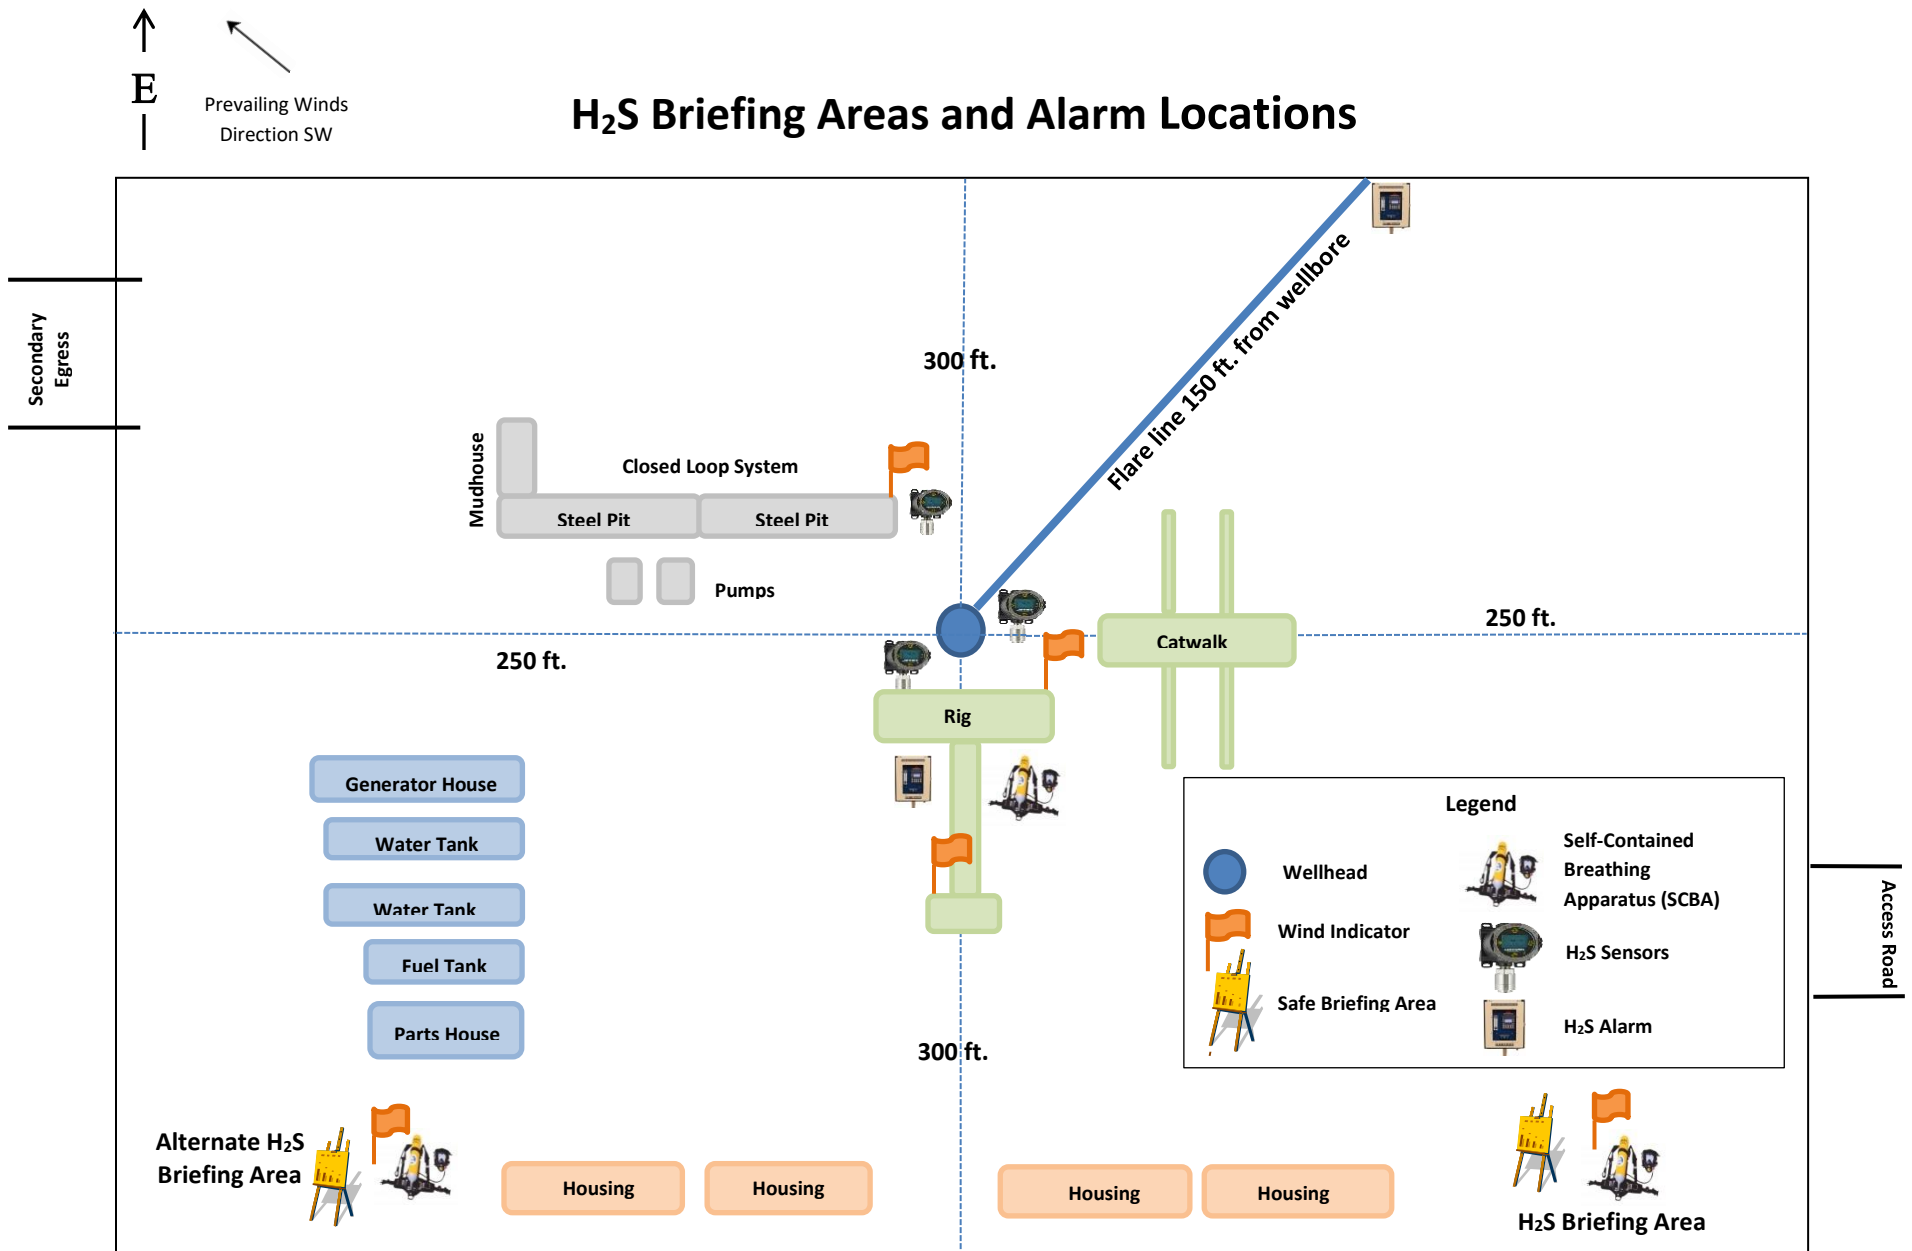 E
Prevailing Winds
Direction SW
H₂S Briefing Areas and Alarm Locations
Secondary
Egress
300 ft.
Flare line 150 ft. from wellbore
Mudhouse
Closed Loop System
Steel Pit
Steel Pit
Pumps
250 ft.
250 ft.
Catwalk
Rig
Generator House
Water Tank
Water Tank
Fuel Tank
Parts House
300 ft.
Legend
Wellhead
Wind Indicator
Safe Briefing Area
Self-Contained
Breathing
Apparatus (SCBA)
H₂S Sensors
H₂S Alarm
Access Road
Alternate H₂S
Briefing Area
Housing
Housing
Housing
Housing
H₂S Briefing Area